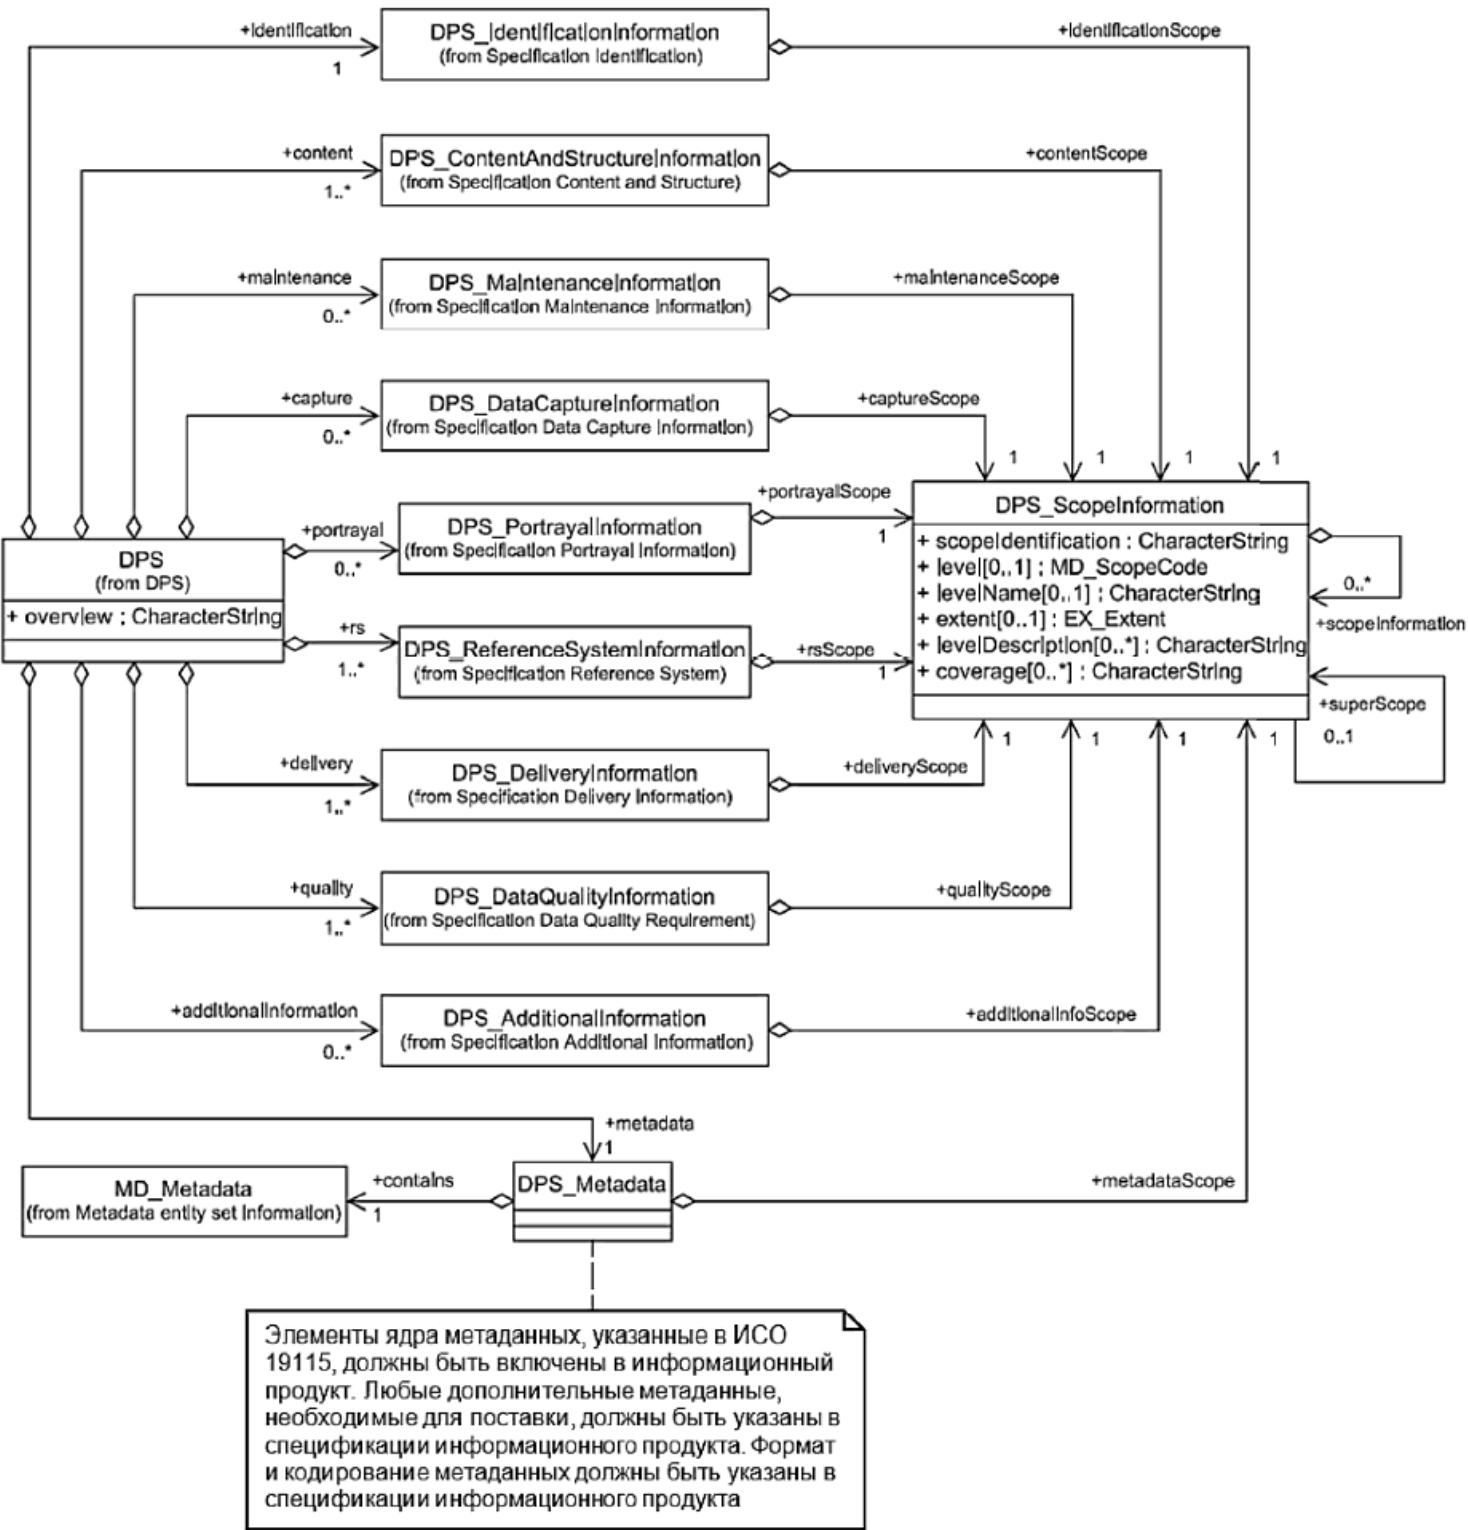 +identification
1
DPS_IdentificationInformation
(from Specification Identification)
+identificationScope
+content
1..*
DPS_ContentAndStructureInformation
(from Specification Content and Structure)
+contentScope
+maintenance
0..*
DPS_MaintenanceInformation
(from Specification Maintenance Information)
+maintenanceScope
+capture
0..*
DPS_DataCaptureInformation
(from Specification Data Capture Information)
+captureScope
1
1
1
1
+portrayal
0..*
DPS_PortrayalInformation
(from Specification Portrayal Information)
+portrayalScope
1
DPS
(from DPS)
+ overview : CharacterString
+rs
1..*
DPS_ReferenceSystemInformation
(from Specification Reference System)
+rsScope
1
DPS_ScopeInformation
+ scopeIdentification : CharacterString
+ level[0..1] : MD_ScopeCode
+ levelName[0..1] : CharacterString
+ extent[0..1] : EX_Extent
+ levelDescription[0..*] : CharacterString
+ coverage[0..*] : CharacterString
0..*
+scopeInformation
+superScope
0..1
1
1
1
1
+delivery
1..*
DPS_DeliveryInformation
(from Specification Delivery Information)
+deliveryScope
+quality
1..*
DPS_DataQualityInformation
(from Specification Data Quality Requirement)
+qualityScope
+additionalInformation
0..*
DPS_AdditionalInformation
(from Specification Additional Information)
+additionalInfoScope
+metadata
1
MD_Metadata
(from Metadata entity set Information)
+contains
1
DPS_Metadata
+metadataScope
Элементы ядра метаданных, указанные в ИСО
19115, должны быть включены в информационный
продукт. Любые дополнительные метаданные,
необходимые для поставки, должны быть указаны в
спецификации информационного продукта. Формат
и кодирование метаданных должны быть указаны в
спецификации информационного продукта